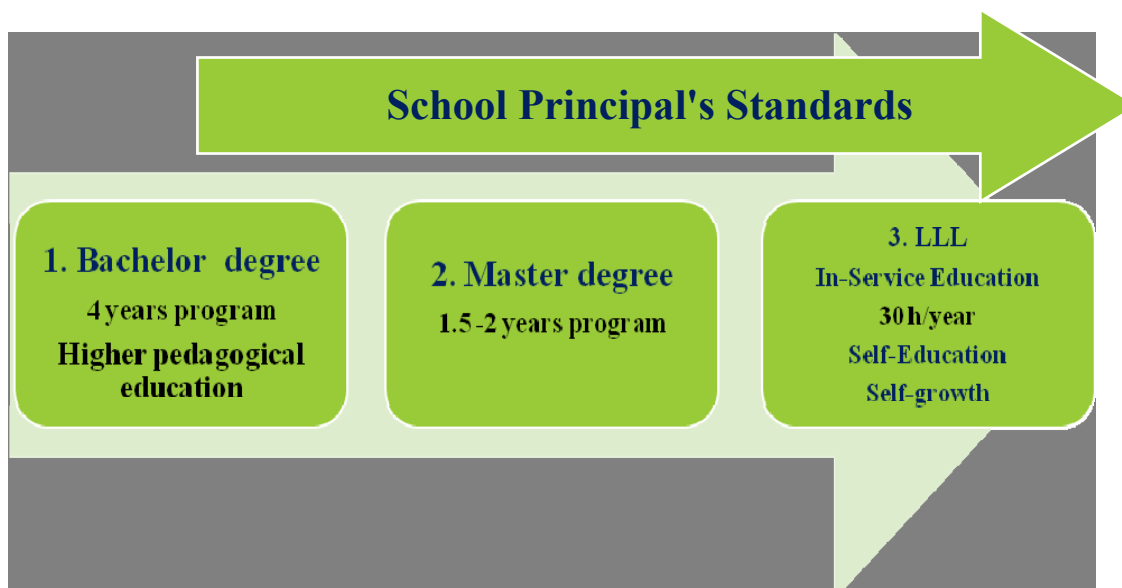 School Principal's Standards
1. Bachelor degree
4 years program
Higher pedagogical
education
2. Master degree
1.5-2 years program
3. LLL
In-Service Education
30h/year
Self-Education
Self-growth